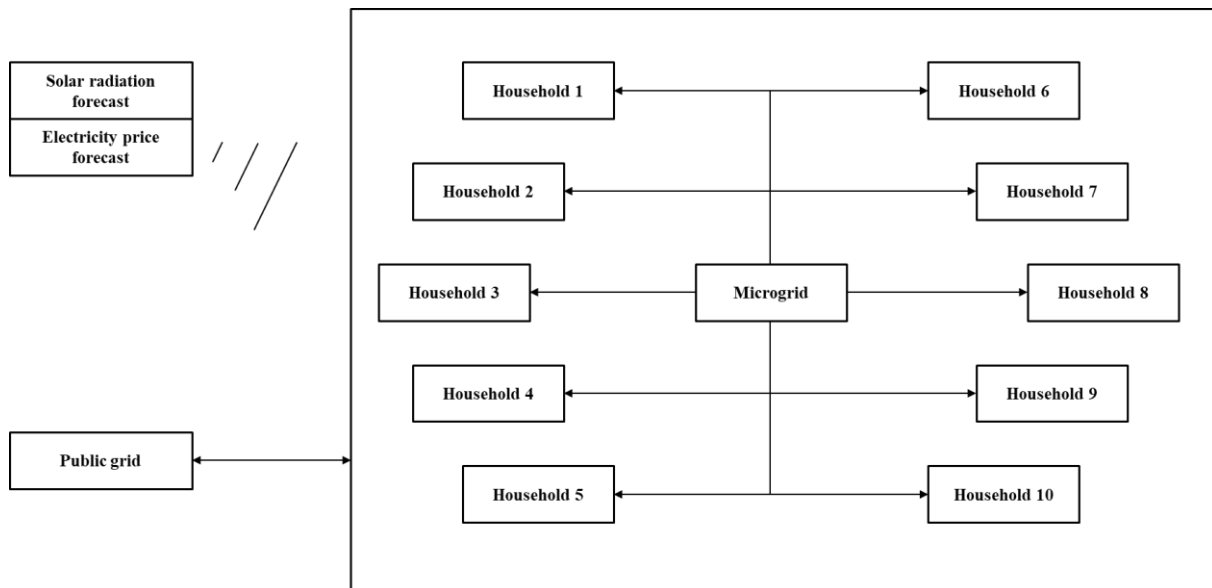 Solar radiation
forecast
Electricity price
forecast
Public grid
Household 1
Household 6
Household 2
Household 7
Household 3
Microgrid
Household 8
Household 4
Household 9
Household 5
Household 10